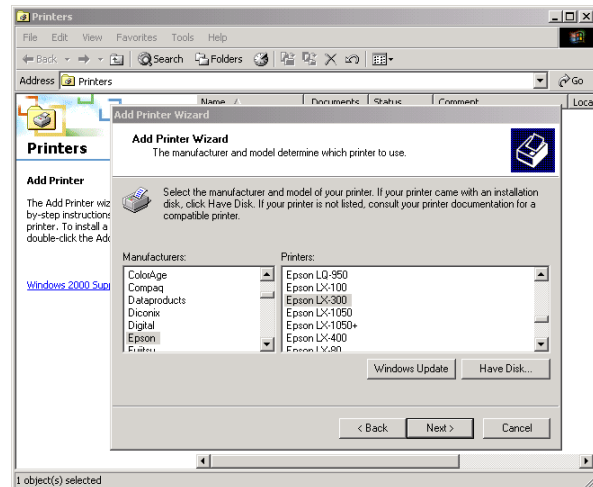 Printers
File Edit View Favorites Tools Help
Back Search Folders
Address Printers Go
Name Documents Status Comment Loca
Add Printer Wizard
Add Printer Wizard
The manufacturer and model determine which printer to use.
Select the manufacturer and model of your printer. If your printer came with an installation
disk, click Have Disk. If your printer is not listed, consult your printer documentation for a
compatible printer.
Printers
Add Printer
The Add Printer wiz
by-step instructions
printer. To install a
double-click the Add
Windows 2000 Supp
Manufacturers:
ColorAge
Compaq
Dataproducts
Diconix
Digital
Epson
Fujitsu
Printers:
Epson LQ-950
Epson LX-100
Epson LX-300
Epson LX-1050
Epson LX-1050+
Epson LX-400
Epson LX-80
Windows Update Have Disk...
< Back Next > Cancel
1 object(s) selected